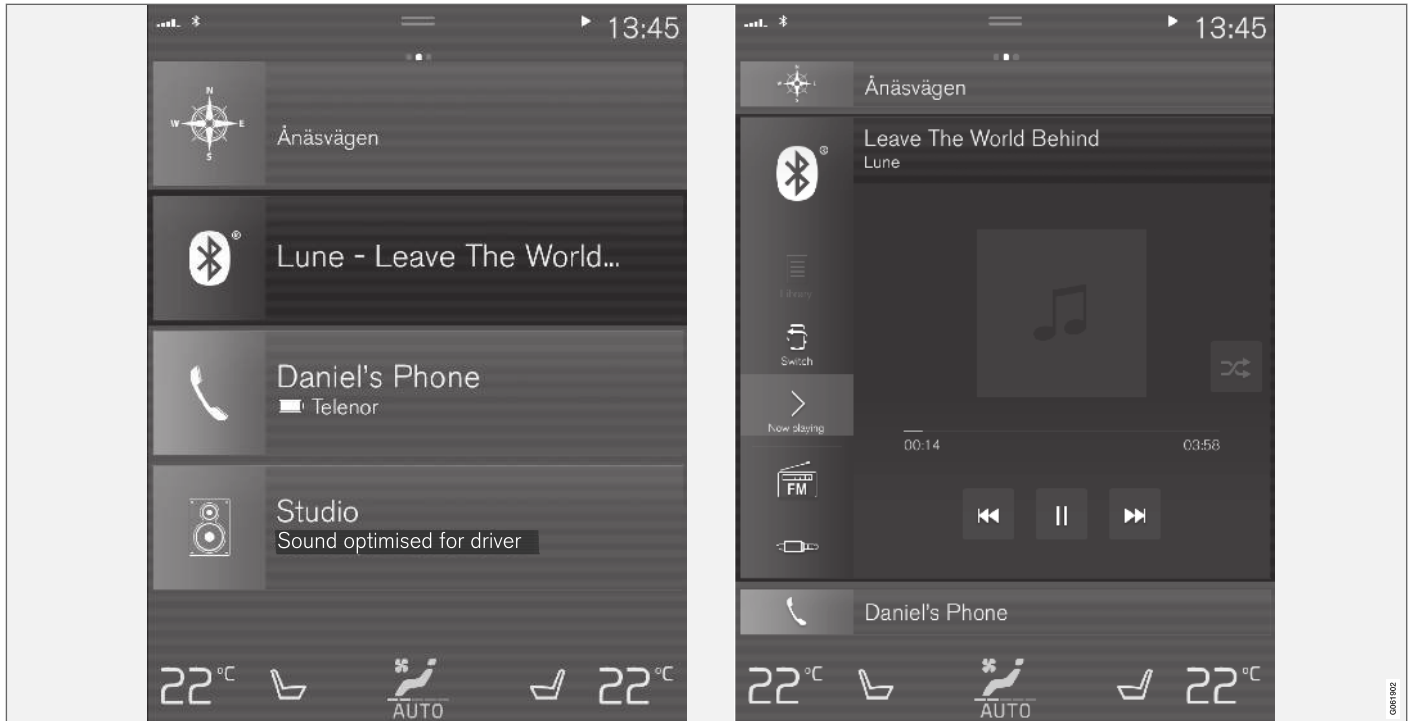 13:45
N
W E
S
Ånäsvägen
Lune - Leave The World...
Daniel's Phone
Telenor
Studio
Sound optimised for driver
22°C
AUTO
22°C
13:45
N
S
Ånäsvägen
Leave The World Behind
Lune
Library
Switch
Now playing
00:14
03:58
FM
Daniel's Phone
22°C
AUTO
22°C
G061902